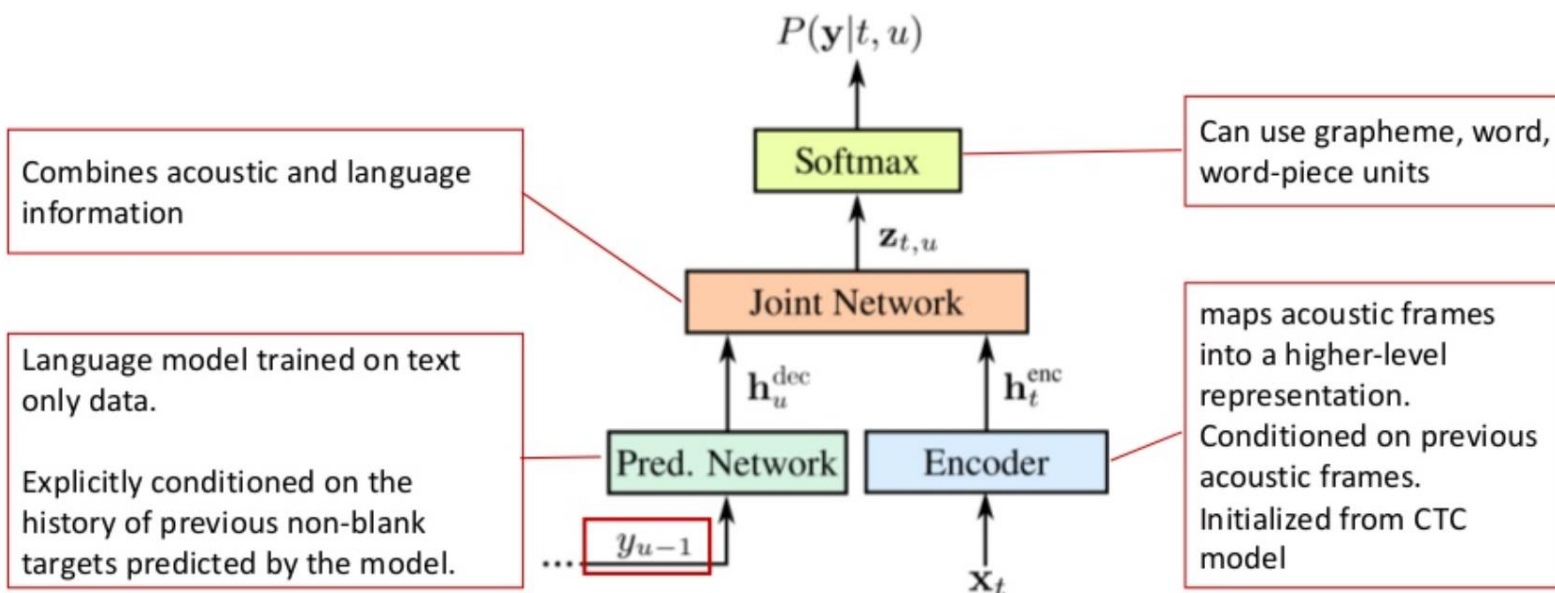 P(y|t, u)
Combines acoustic and language
information
Softmax
Can use grapheme, word,
word-piece units
z_{t,u}
Joint Network
Language model trained on text
only data.
Explicitly conditioned on the
history of previous non-blank
targets predicted by the model.
h_u^{dec}
h_t^{enc}
Pred. Network
Encoder
maps acoustic frames
into a higher-level
representation.
Conditioned on previous
acoustic frames.
Initialized from CTC
model
.... y_{u-1}
x_t